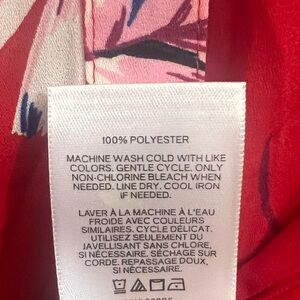 100% POLYESTER
MACHINE WASH COLD WITH LIKE
COLORS. GENTLE CYCLE. ONLY
NON-CHLORINE BLEACH WHEN
NEEDED. LINE DRY. COOL IRON
IF NEEDED.
LAVER À LA MACHINE À L'EAU
FROIDE AVEC COULEURS
SIMILAIRES. CYCLE DÉLICAT.
UTILISEZ SEULEMENT DU
JAVELLISANT SANS CHLORE,
SI NÉCESSAIRE. SÉCHAGE SUR
CORDE. REPASSAGE DOUX,
SI NÉCESSAIRE.